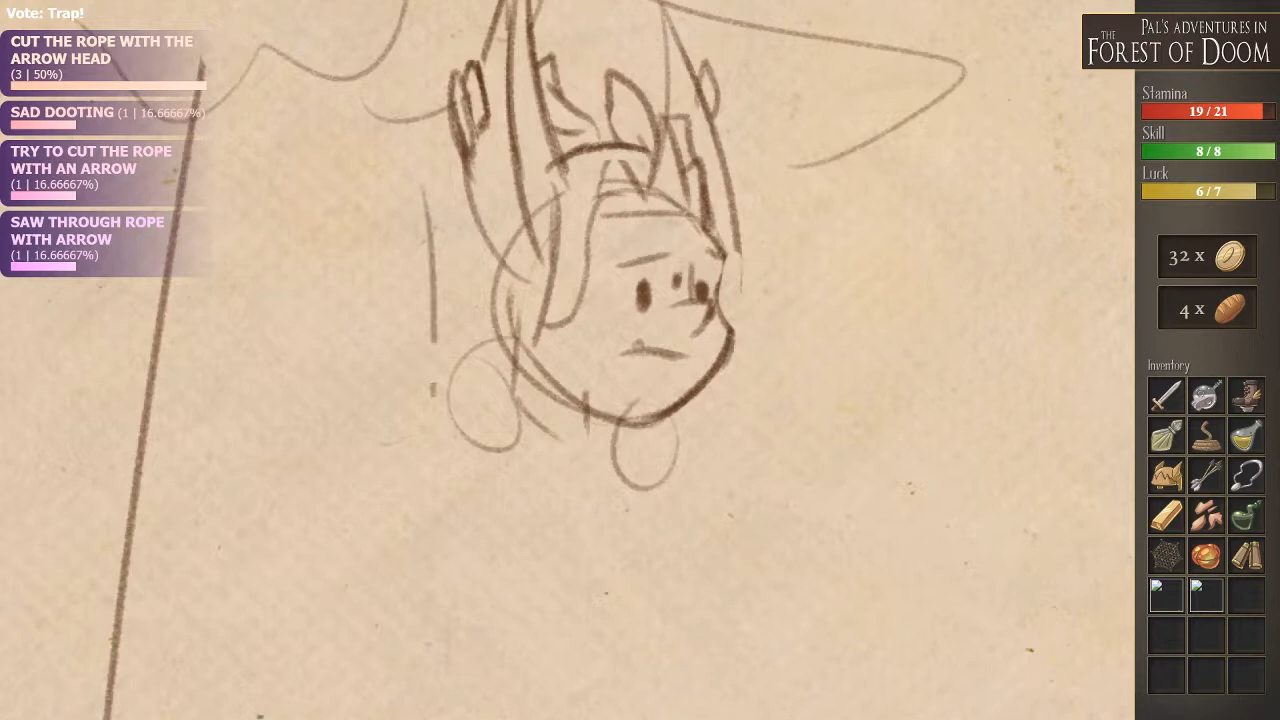 Vote: Trap!
CUT THE ROPE WITH THE
ARROW HEAD
(3 | 50%)
SAD DOOTING (1 | 16.66667%)
TRY TO CUT THE ROPE
WITH AN ARROW
(1 | 16.66667%)
SAW THROUGH ROPE
WITH ARROW
(1 | 16.66667%)
PAL'S ADVENTURES IN
THE FOREST OF DOOM
Stamina
19 / 21
Skill
8 / 8
Luck
6 / 7
32 x
4 x
Inventory